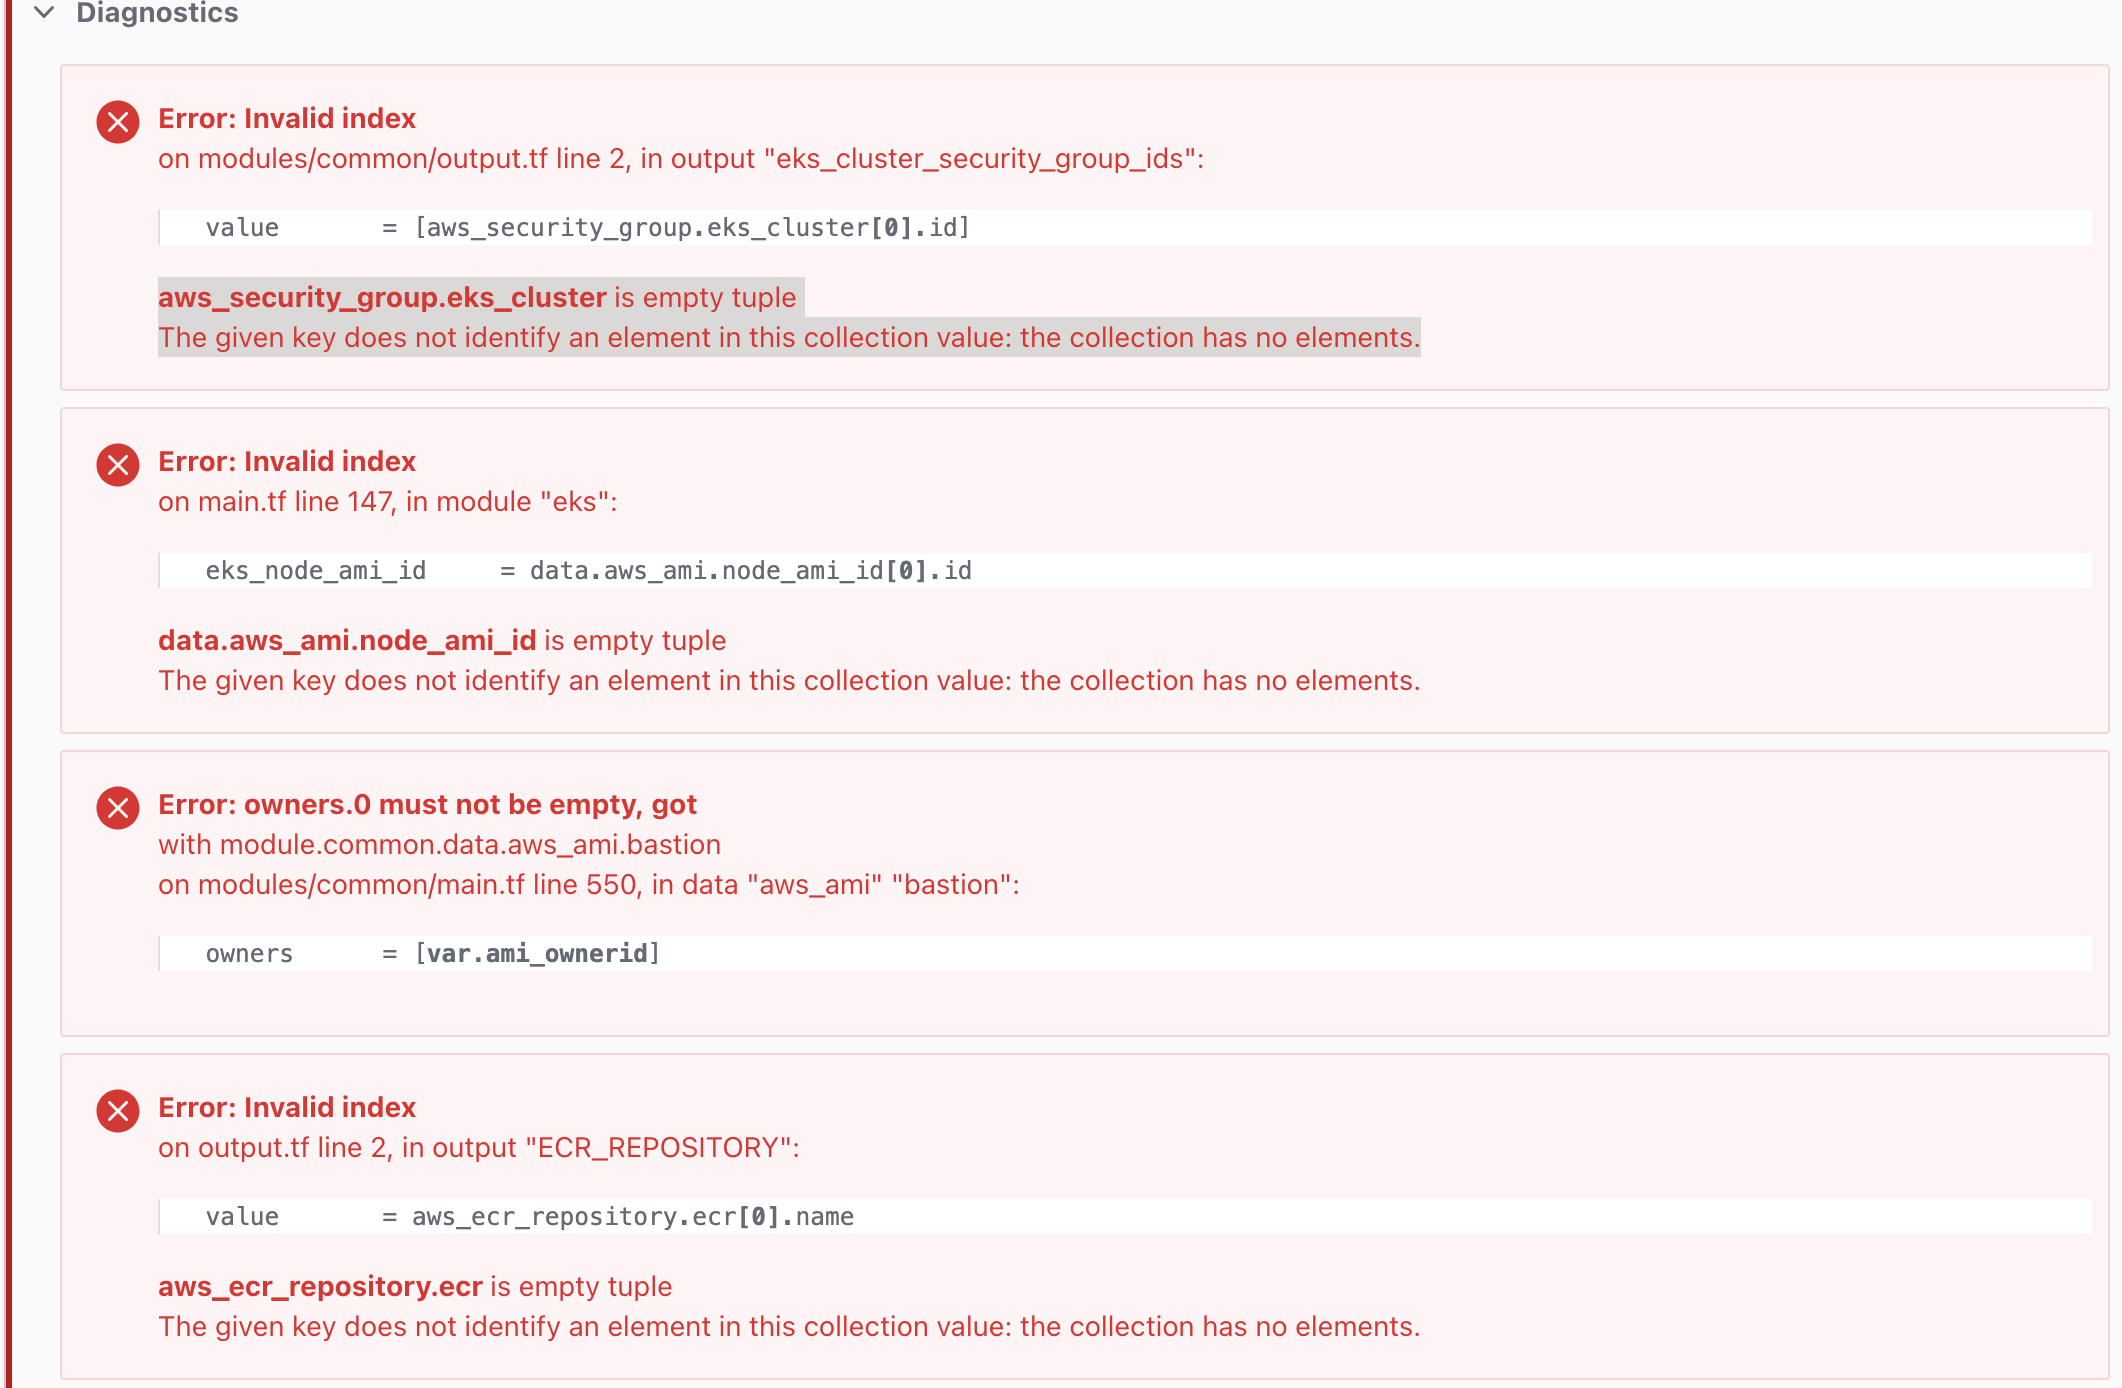 Diagnostics
Error: Invalid index
on modules/common/output.tf line 2, in output "eks_cluster_security_group_ids":
value = [aws_security_group.eks_cluster[0].id]
aws_security_group.eks_cluster is empty tuple
The given key does not identify an element in this collection value: the collection has no elements.
Error: Invalid index
on main.tf line 147, in module "eks":
eks_node_ami_id = data.aws_ami.node_ami_id[0].id
data.aws_ami.node_ami_id is empty tuple
The given key does not identify an element in this collection value: the collection has no elements.
Error: owners.0 must not be empty, got
with module.common.data.aws_ami.bastion
on modules/common/main.tf line 550, in data "aws_ami" "bastion":
owners = [var.ami_ownerid]
Error: Invalid index
on output.tf line 2, in output "ECR_REPOSITORY":
value = aws_ecr_repository.ecr[0].name
aws_ecr_repository.ecr is empty tuple
The given key does not identify an element in this collection value: the collection has no elements.